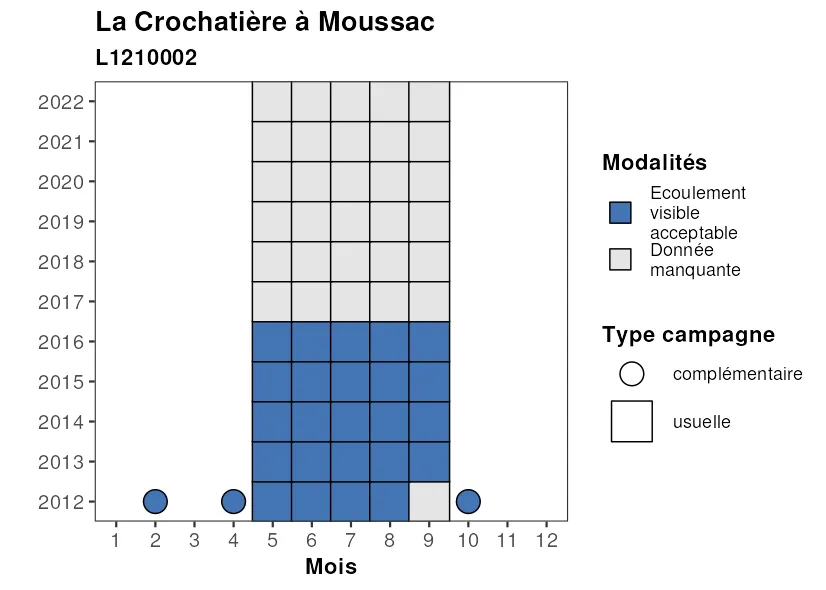 La Crochatière à Moussac
L1210002
2022
2021
2020
2019
2018
2017
2016
2015
2014
2013
2012
1 2 3 4 5 6 7 8 9 10 11 12
Mois
Modalités
Ecoulement
visible
acceptable
Donnée
manquante
Type campagne
complémentaire
usuelle